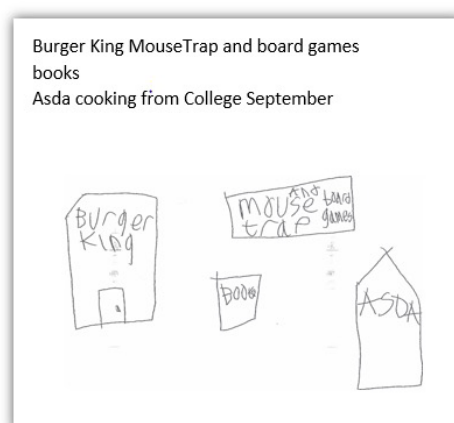 Burger King MouseTrap and board games
books
Asda cooking from College September
Burger
King
And
mouse board
trap games
Book
ASDA